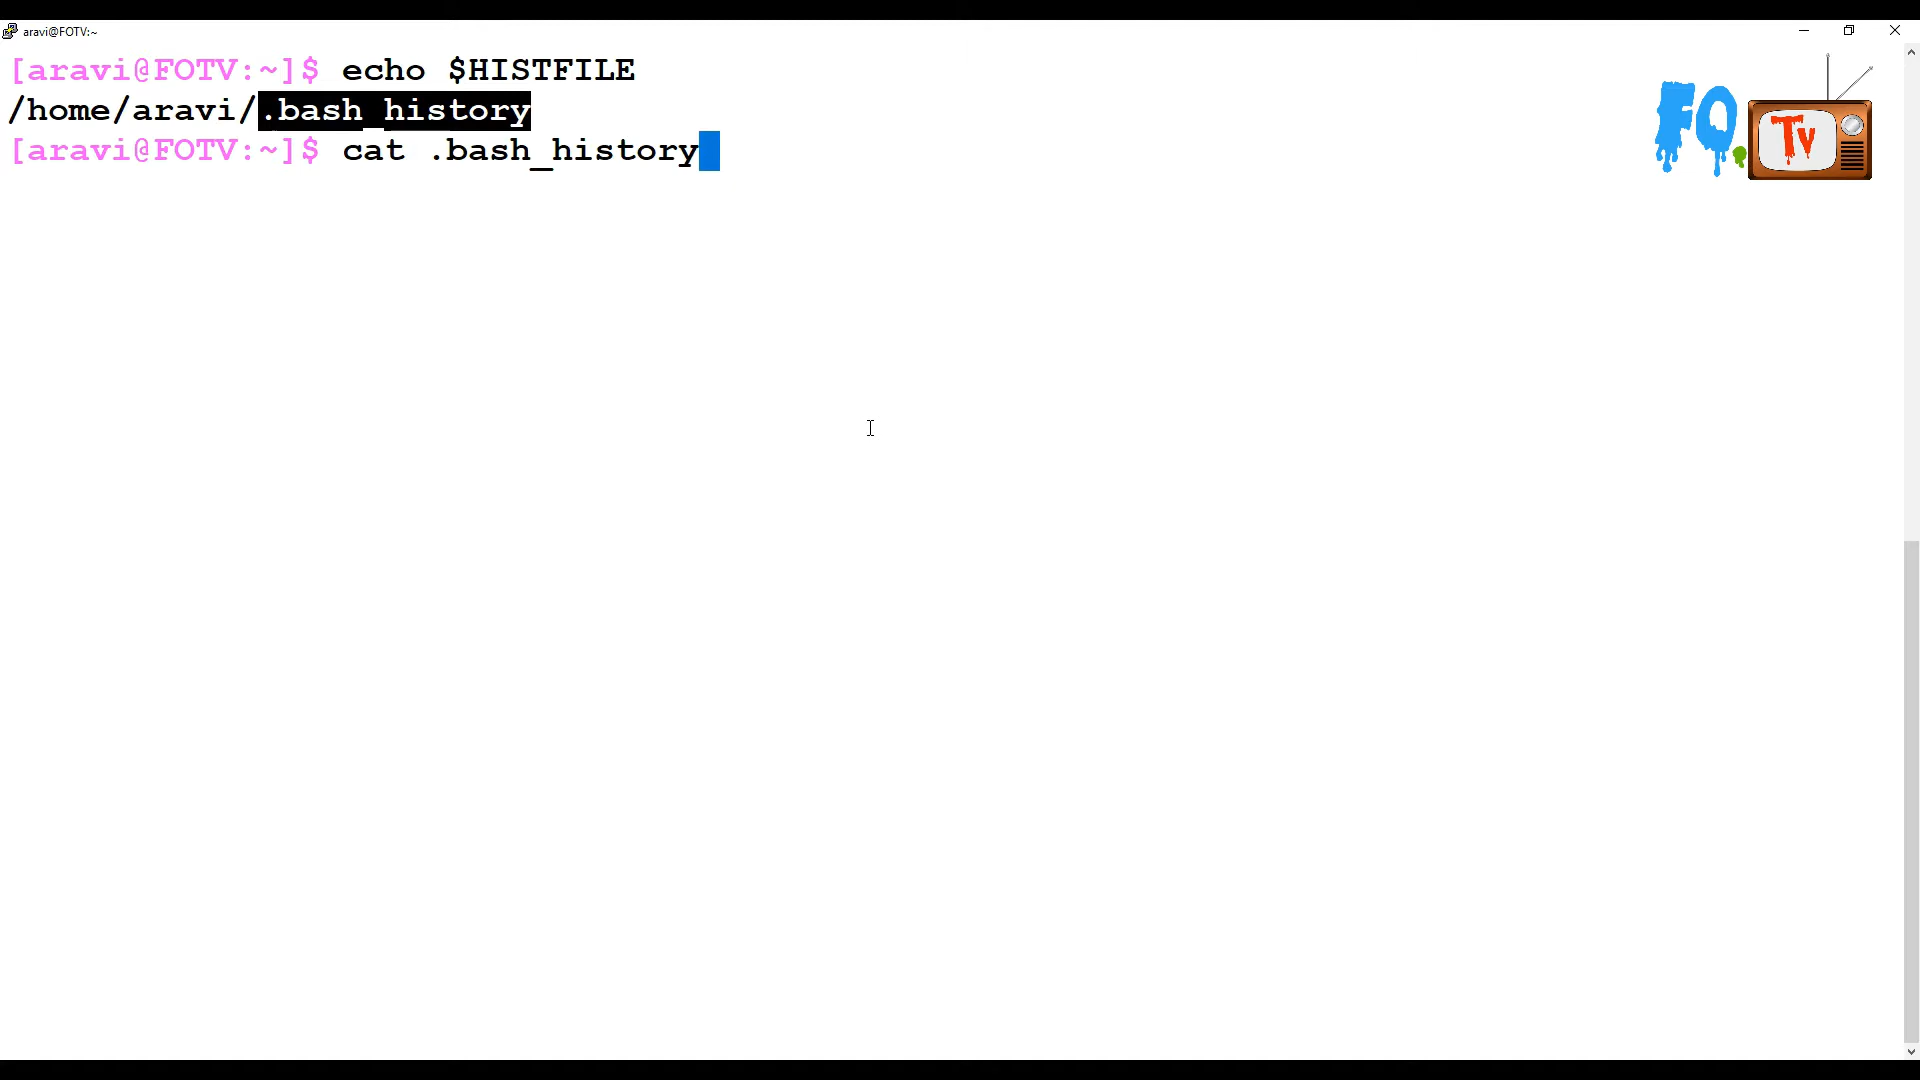 aravi@FOTV:~
[aravi@FOTV:~]$ echo $HISTFILE
/home/aravi/.bash_history
[aravi@FOTV:~]$ cat .bash_history
FO.
Tv